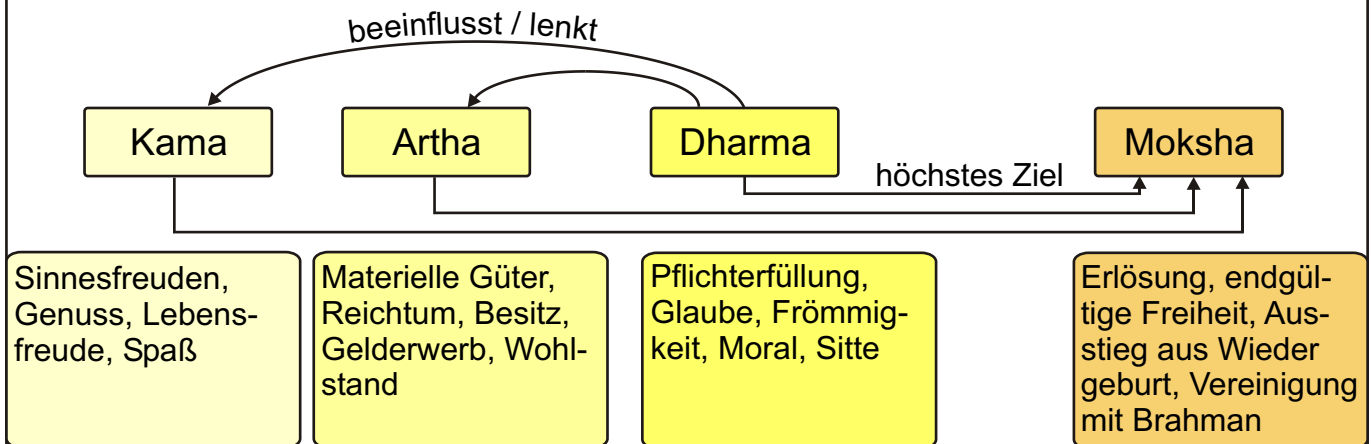 beeinflusst / lenkt
Kama
Artha
Dharma
Moksha
höchstes Ziel
Sinnesfreuden,
Genuss, Lebens-
freude, Spaß
Materielle Güter,
Reichtum, Besitz,
Gelderwerb, Wohl-
stand
Pflichterfüllung,
Glaube, Frömmig-
keit, Moral, Sitte
Erlösung, endgül-
tige Freiheit, Aus-
stieg aus Wieder
geburt, Vereinigung
mit Brahman